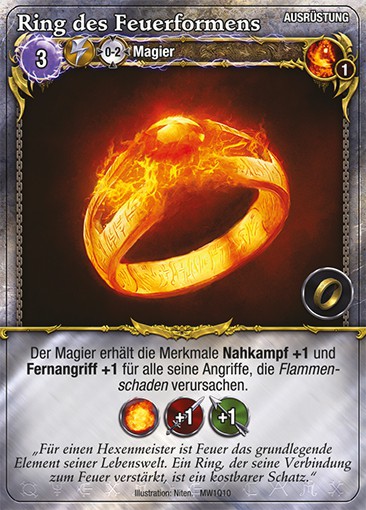 Ring des Feuerformens
AUSRÜSTUNG
3
0-2
Magier
1
Der Magier erhält die Merkmale Nahkampf +1 und
Fernangriff +1 für alle seine Angriffe, die Flammen-
schaden verursachen.
+1
+1
„Für einen Hexenmeister ist Feuer das grundlegende
Element seiner Lebenswelt. Ein Ring, der seine Verbindung
zum Feuer verstärkt, ist ein kostbarer Schatz.“
Illustration: Niten. MW1Q10